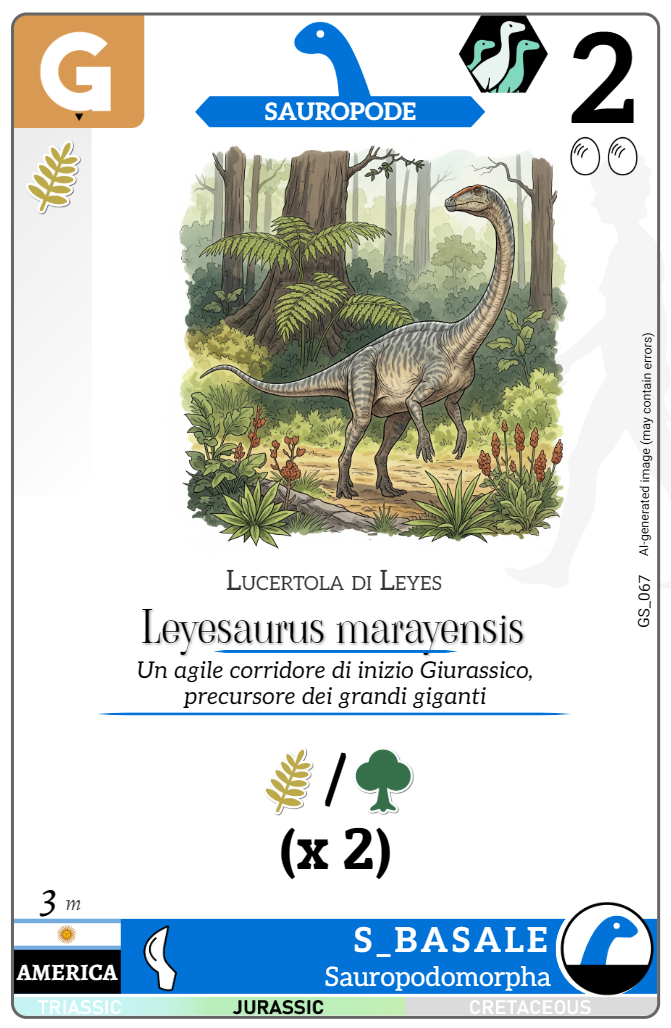 G
SAUROPODE
2
AI-generated image (may contain errors)
GS_067
Lucertola di Leyes
Leyesaurus marayensis
Un agile corridore di inizio Giurassico,
precursore dei grandi giganti
/
(x 2)
3 m
AMERICA
S_BASALE
Sauropodomorpha
TRIASSIC
JURASSIC
CRETACEOUS